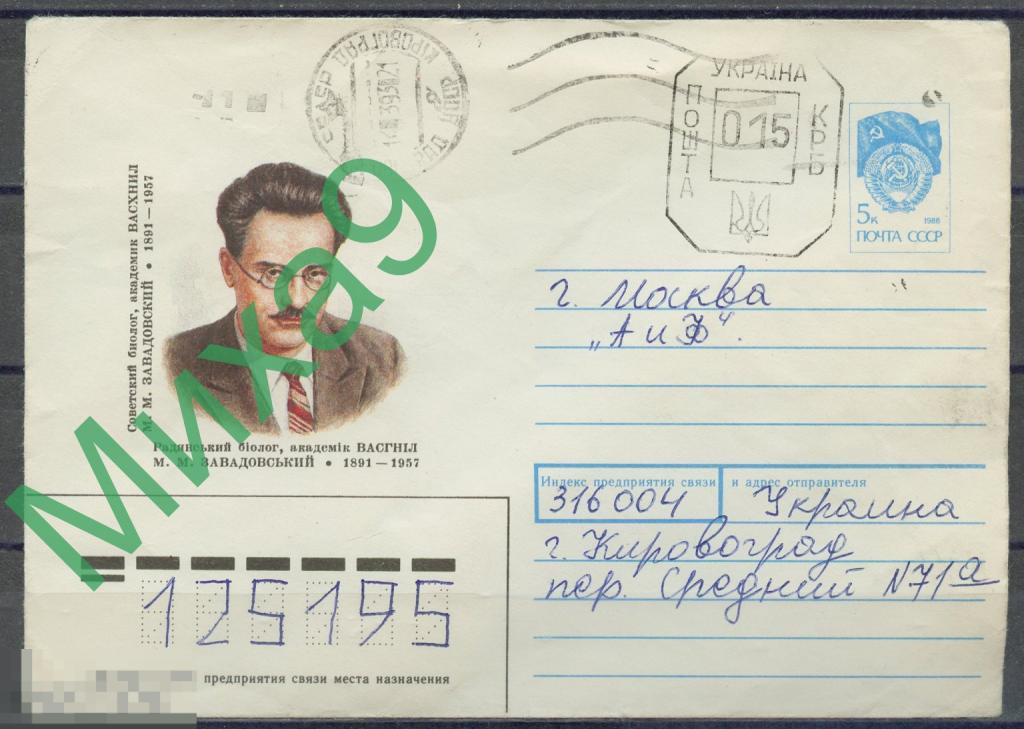 КІРОВОГРАД
УКРАЇНА
ПОШТА
0.15
КРБ
5к
1988
ПОЧТА СССР
Советский биолог, академик ВАСХНИЛ
М. М. ЗАВАДОВСКИЙ • 1891—1957
Радянський біолог, академік ВАСГНІЛ
М. М. ЗАВАДОВСЬКИЙ • 1891—1957
Миха9
г. Москва
„АиФ“.
Индекс предприятия связи и адрес отправителя
316004 Украина
г. Кировоград
пер. Средний N71а
125195
предприятия связи места назначения